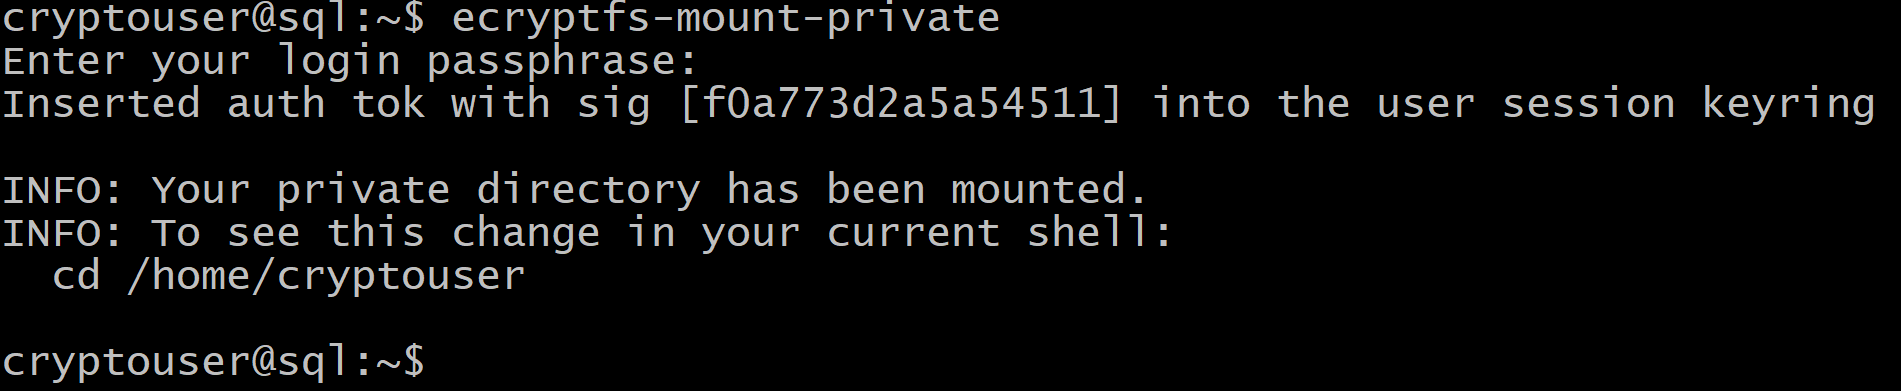 cryptouser@sql:~$ ecryptfs-mount-private
Enter your login passphrase:
Inserted auth tok with sig [f0a773d2a5a54511] into the user session keyring
INFO: Your private directory has been mounted.
INFO: To see this change in your current shell:
cd /home/cryptouser
cryptouser@sql:~$